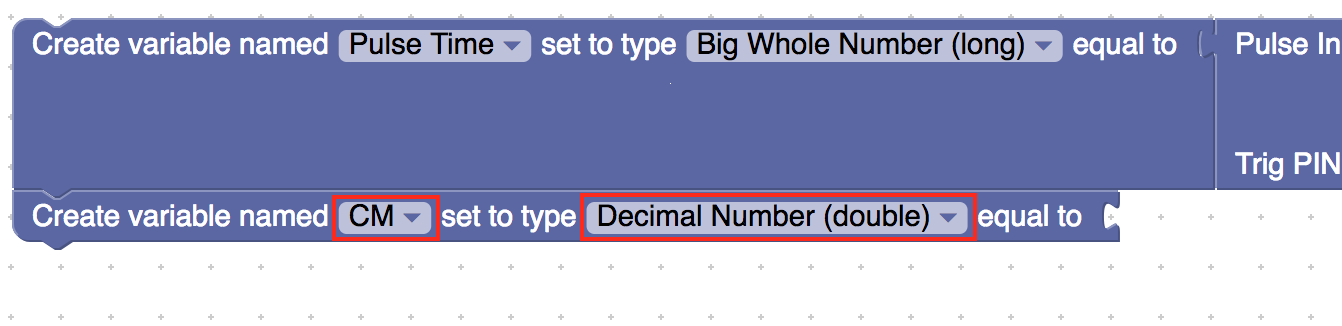 Create variable named Pulse Time set to type Big Whole Number (long) equal to Pulse In
Trig PIN
Create variable named CM set to type Decimal Number (double) equal to